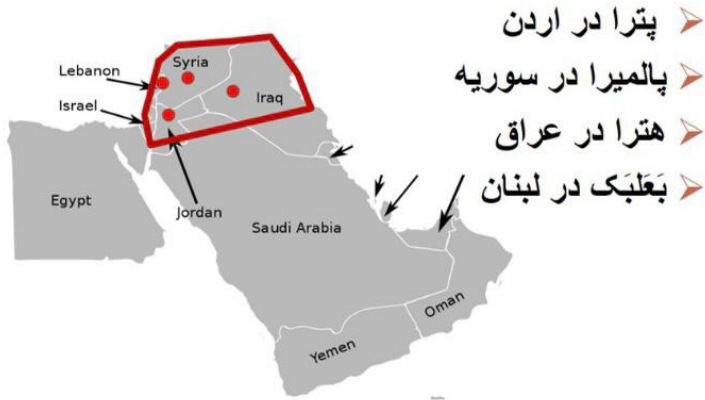 پترا در اردن
پالمیرا در سوریه
هترا در عراق
بَعَلبَک در لبنان
Syria
Lebanon
Iraq
Israel
Egypt
Jordan
Saudi Arabia
Oman
Yemen